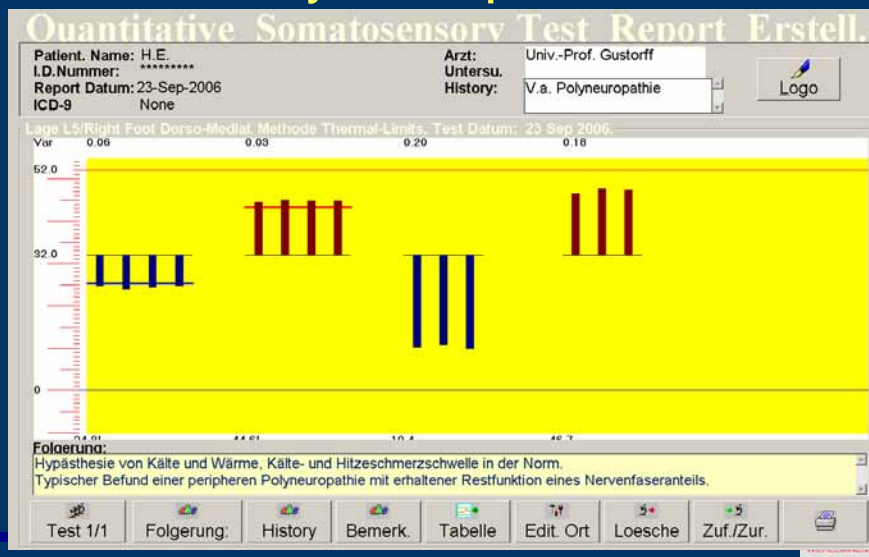 Quantitative Somatosensory Test Report Erstell.
Patient. Name: H.E.
I.D.Nummer: *********
Report Datum: 23-Sep-2006
ICD-9 None
Arzt: Univ.-Prof. Gustorff
Untersu.
History: V.a. Polyneuropathie
Logo
Lage L5/Right Foot Dorso-Medial. Methode Thermal-Limits. Test Datum: 23 Sep 2006.
Var 0.06 0.03 0.20 0.18
52.0
32.0
0
Folgerung:
Hypästhesie von Kälte und Wärme, Kälte- und Hitzeschmerzschwelle in der Norm.
Typischer Befund einer peripheren Polyneuropathie mit erhaltener Restfunktion eines Nervenfaseranteils.
Test 1/1 Folgerung: History Bemerk. Tabelle Edit. Ort Loesche Zuf./Zur.